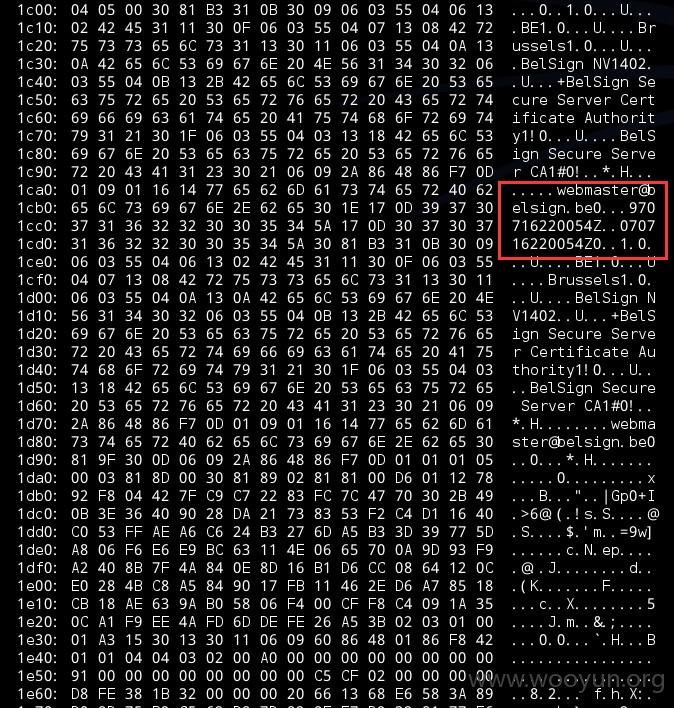 1c00: 04 05 00 30 81 B3 31 0B 30 09 06 03 55 04 06 13 ...0..1.0...U...
1c10: 02 42 45 31 11 30 0F 06 03 55 04 07 13 08 42 72 .BE1.0...U....Br
1c20: 75 73 73 65 6C 73 31 13 30 11 06 03 55 04 0A 13 ussels1.0...U...
1c30: 0A 42 65 6C 53 69 67 6E 20 4E 56 31 34 30 32 06 .BelSign NV1402.
1c40: 03 55 04 0B 13 2B 42 65 6C 53 69 67 6E 20 53 65 .U...+BelSign Se
1c50: 63 75 72 65 20 53 65 72 76 65 72 20 43 65 72 74 cure Server Cert
1c60: 69 66 69 63 61 74 65 20 41 75 74 68 6F 72 69 74 ificate Authorit
1c70: 79 31 21 30 1F 06 03 55 04 03 13 18 42 65 6C 53 y1!0...U....BelS
1c80: 69 67 6E 20 53 65 63 75 72 65 20 53 65 72 76 65 ign Secure Serve
1c90: 72 20 43 41 31 23 30 21 06 09 2A 86 48 86 F7 0D r CA1#0!..*.H...
1ca0: 01 09 01 16 14 77 65 62 6D 61 73 74 65 72 40 62 .....webmaster@b
1cb0: 65 6C 73 69 67 6E 2E 62 65 30 1E 17 0D 39 37 30 elsign.be0...970
1cc0: 37 31 36 32 32 30 30 35 34 5A 17 0D 30 37 30 37 716220054Z..0707
1cd0: 31 36 32 32 30 30 35 34 5A 30 81 B3 31 0B 30 09 16220054Z0..1.0.
1ce0: 06 03 55 04 06 13 02 42 45 31 11 30 0F 06 03 55 ..U....BE1.0...U
1cf0: 04 07 13 08 42 72 75 73 73 65 6C 73 31 13 30 11 ....Brussels1.0.
1d00: 06 03 55 04 0A 13 0A 42 65 6C 53 69 67 6E 20 4E ..U....BelSign N
1d10: 56 31 34 30 32 06 03 55 04 0B 13 2B 42 65 6C 53 V1402..U...+BelS
1d20: 69 67 6E 20 53 65 63 75 72 65 20 53 65 72 76 65 ign Secure Serve
1d30: 72 20 43 65 72 74 69 66 69 63 61 74 65 20 41 75 r Certificate Au
1d40: 74 68 6F 72 69 74 79 31 21 30 1F 06 03 55 04 03 thority1!0...U..
1d50: 13 18 42 65 6C 53 69 67 6E 20 53 65 63 75 72 65 ..BelSign Secure
1d60: 20 53 65 72 76 65 72 20 43 41 31 23 30 21 06 09 Server CA1#0!..
1d70: 2A 86 48 86 F7 0D 01 09 01 16 14 77 65 62 6D 61 *.H........webma
1d80: 73 74 65 72 40 62 65 6C 73 69 67 6E 2E 62 65 30 ster@belsign.be0
1d90: 81 9F 30 0D 06 09 2A 86 48 86 F7 0D 01 01 01 05 ..0...*.H.......
1da0: 00 03 81 8D 00 30 81 89 02 81 81 00 D6 01 12 78 .....0.........x
1db0: 92 F8 04 42 7F C9 C7 22 83 FC 7C 47 70 30 2B 49 ...B..."..|Gp0+I
1dc0: 0B 3E 36 40 90 28 DA 21 73 83 53 F2 C4 D1 16 40 .>6@.(.!s.S....@
1dd0: C0 53 FF AE A6 C6 24 B3 27 6D A5 B3 3D 39 77 5D .S....$.'m..=9w]
1de0: A8 06 F6 E6 E9 BC 63 11 4E 06 65 70 0A 9D 93 F9 ......c.N.ep....
1df0: A2 40 8B 7F 4A 84 0E 8D 16 B1 D6 CC 08 64 12 0C .@..J........d..
1e00: E0 28 4B C8 A5 84 90 17 FB 11 46 2E D6 A7 85 18 .(K.......F.....
1e10: CB 18 AE 63 9A B0 58 06 F4 00 CF F8 C4 09 1A 35 ...c..X........5
1e20: 0C A1 F9 EE 4A FD 6D DE FE 26 A5 3B 02 03 01 00 ....J.m..&.;....
1e30: 01 A3 15 30 13 30 11 06 09 60 86 48 01 86 F8 42 ...0.0...`.H...B
1e40: 01 01 04 04 03 02 00 A0 00 00 00 00 00 00 00 00 ................
1e50: 91 00 00 00 00 00 00 00 C5 CF 02 00 00 00 00 00
1e60: D8 FE 38 1B 32 00 00 00 20 66 13 68 E6 58 3A 89 ..8.2... f.h.X:.
www.wooyun.org